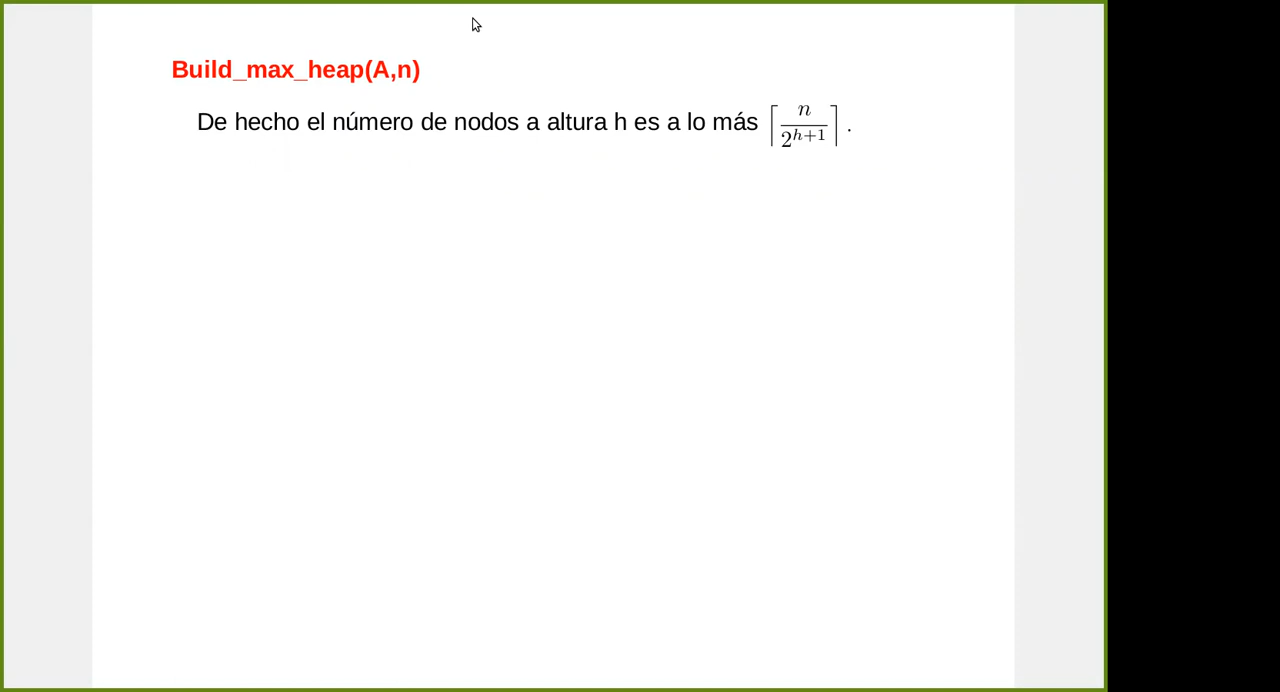 Build_max_heap(A,n)
De hecho el número de nodos a altura h es a lo más ⌈n/2^{h+1}⌉ .